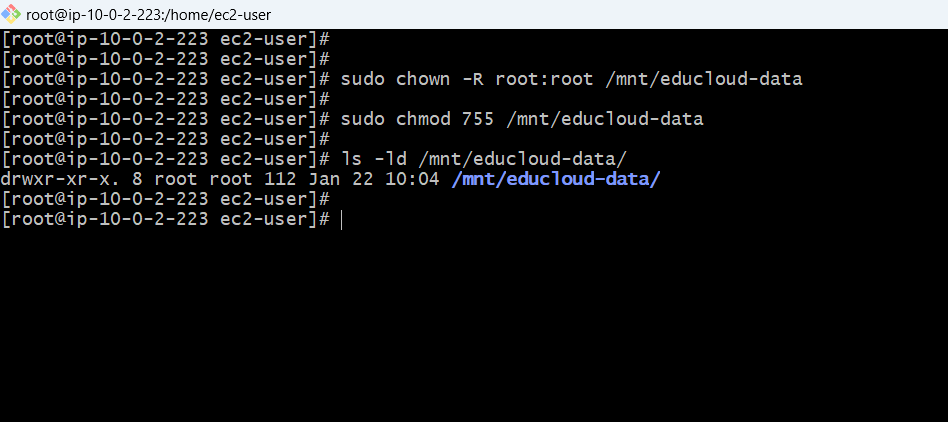 root@ip-10-0-2-223:/home/ec2-user
[root@ip-10-0-2-223 ec2-user]#
[root@ip-10-0-2-223 ec2-user]#
[root@ip-10-0-2-223 ec2-user]# sudo chown -R root:root /mnt/educloud-data
[root@ip-10-0-2-223 ec2-user]#
[root@ip-10-0-2-223 ec2-user]# sudo chmod 755 /mnt/educloud-data
[root@ip-10-0-2-223 ec2-user]#
[root@ip-10-0-2-223 ec2-user]# ls -ld /mnt/educloud-data/
drwxr-xr-x. 8 root root 112 Jan 22 10:04 /mnt/educloud-data/
[root@ip-10-0-2-223 ec2-user]#
[root@ip-10-0-2-223 ec2-user]#